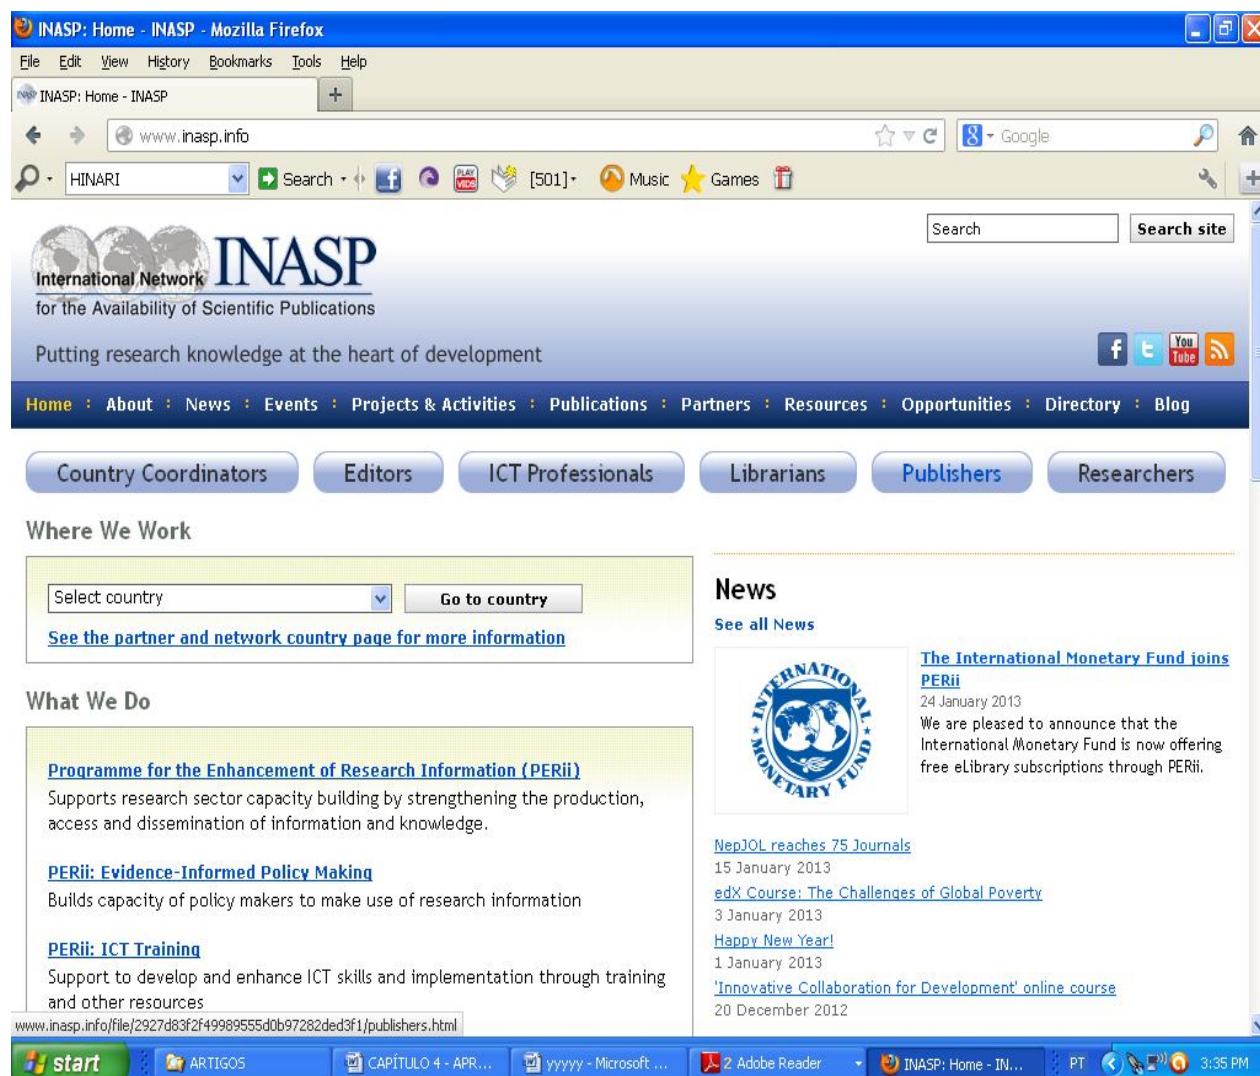 INASP: Home - INASP - Mozilla Firefox
File Edit View History Bookmarks Tools Help
INASP: Home - INASP
www.inasp.info
Google
HINARI
Search
[501]
Music
Games
Search
Search site
International Network INASP
for the Availability of Scientific Publications
Putting research knowledge at the heart of development
You Tube
Home : About : News : Events : Projects & Activities : Publications : Partners : Resources : Opportunities : Directory : Blog
Country Coordinators Editors ICT Professionals Librarians Publishers Researchers
Where We Work
Select country
Go to country
See the partner and network country page for more information
What We Do
Programme for the Enhancement of Research Information (PERii)
Supports research sector capacity building by strengthening the production,
access and dissemination of information and knowledge.
PERii: Evidence-Informed Policy Making
Builds capacity of policy makers to make use of research information
PERii: ICT Training
Support to develop and enhance ICT skills and implementation through training
and other resources
News
See all News
INTERNATIONAL MONETARY FUND
The International Monetary Fund joins
PERii
24 January 2013
We are pleased to announce that the
International Monetary Fund is now offering
free eLibrary subscriptions through PERii.
NepJOL reaches 75 Journals
15 January 2013
edX Course: The Challenges of Global Poverty
3 January 2013
Happy New Year!
1 January 2013
'Innovative Collaboration for Development' online course
20 December 2012
www.inasp.info/file/2927d83f2f49989555d0b97282ded3f1/publishers.html
start
ARTIGOS
CAPÍTULO 4 - APR...
yyyyy - Microsoft ...
2 Adobe Reader
INASP: Home - IN...
PT
3:35 PM